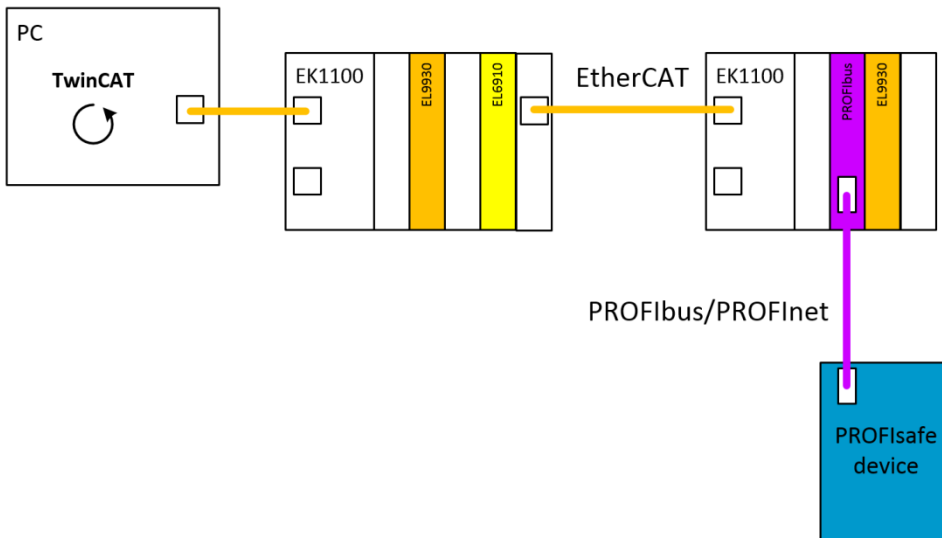 PC
TwinCAT
EK1100
EL9930
EL6910
EtherCAT
EK1100
PROFIbus
EL9930
PROFIbus/PROFInet
PROFIsafe
device